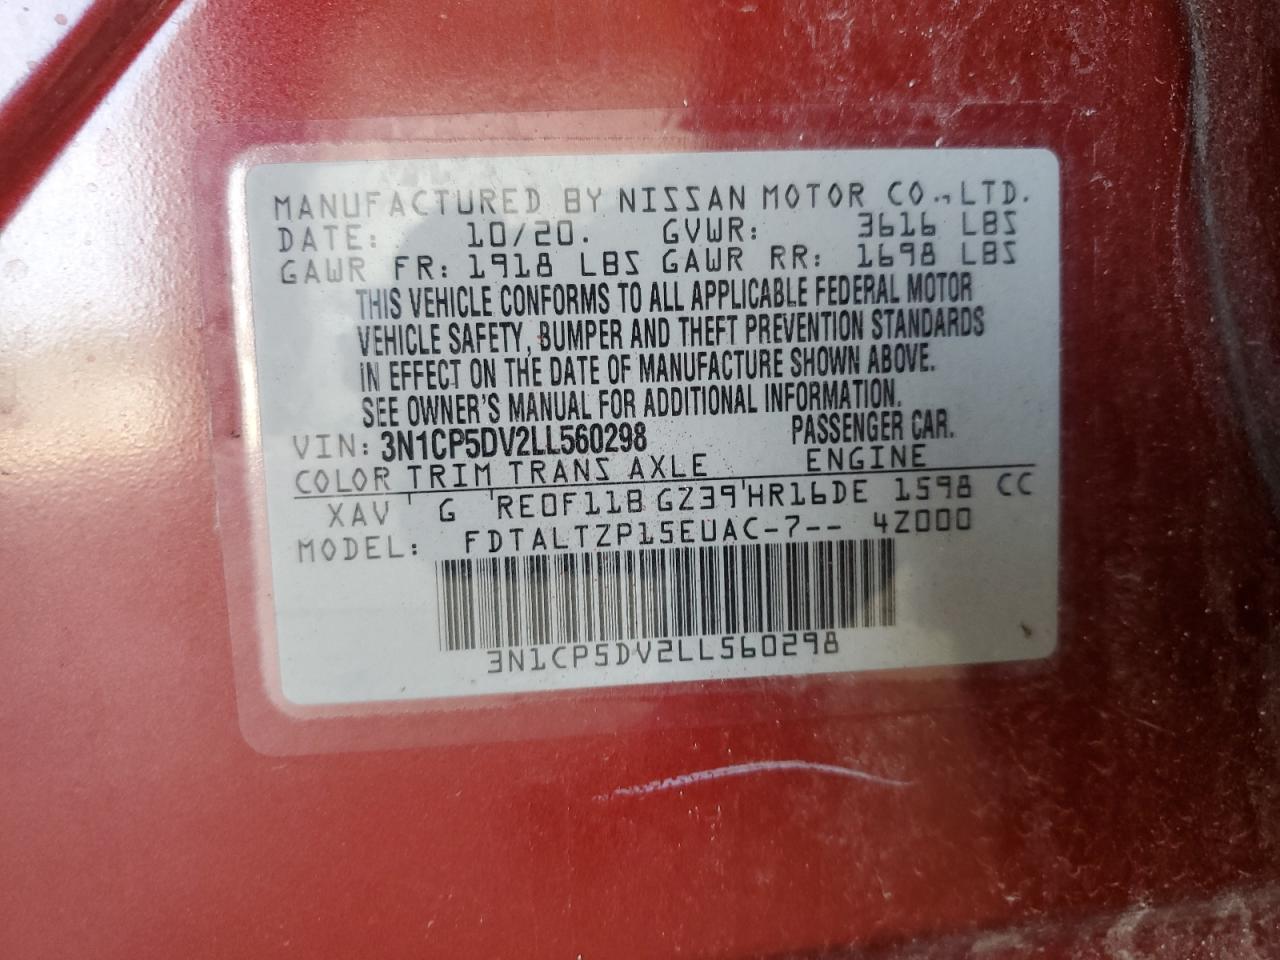 MANUFACTURED BY NISSAN MOTOR CO., LTD.
DATE: 10/20. GVWR: 3616 LBS
GAWR FR: 1918 LBS GAWR RR: 1698 LBS
THIS VEHICLE CONFORMS TO ALL APPLICABLE FEDERAL MOTOR
VEHICLE SAFETY, BUMPER AND THEFT PREVENTION STANDARDS
IN EFFECT ON THE DATE OF MANUFACTURE SHOWN ABOVE.
SEE OWNER'S MANUAL FOR ADDITIONAL INFORMATION.
VIN: 3N1CP5DV2LL560298 PASSENGER CAR.
COLOR TRIM TRANS AXLE ENGINE
XAV G RE0F11B GZ39 HR16DE 1598 CC
MODEL: FDTALTZP15EUAC-7-- 4Z000
3N1CP5DV2LL560298